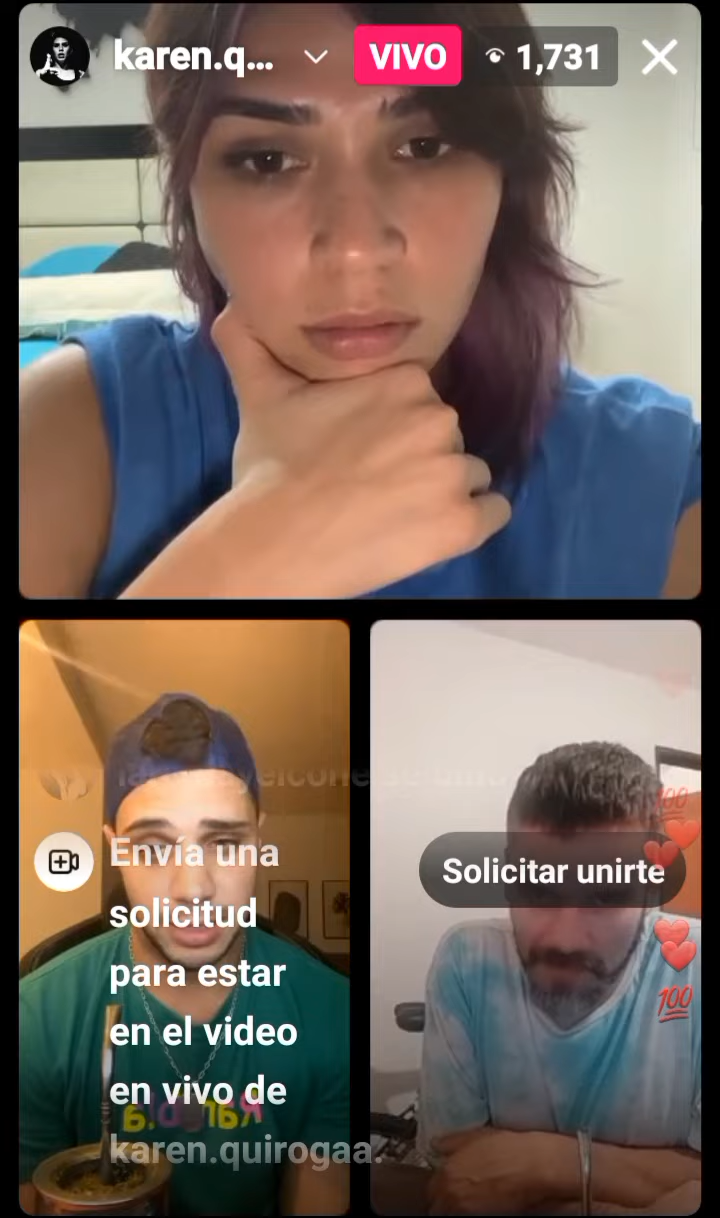 karen.q...
VIVO
1,731
Envía una
solicitud
para estar
en el video
en vivo de
karen.quirogaa.
Solicitar unirte
100
100